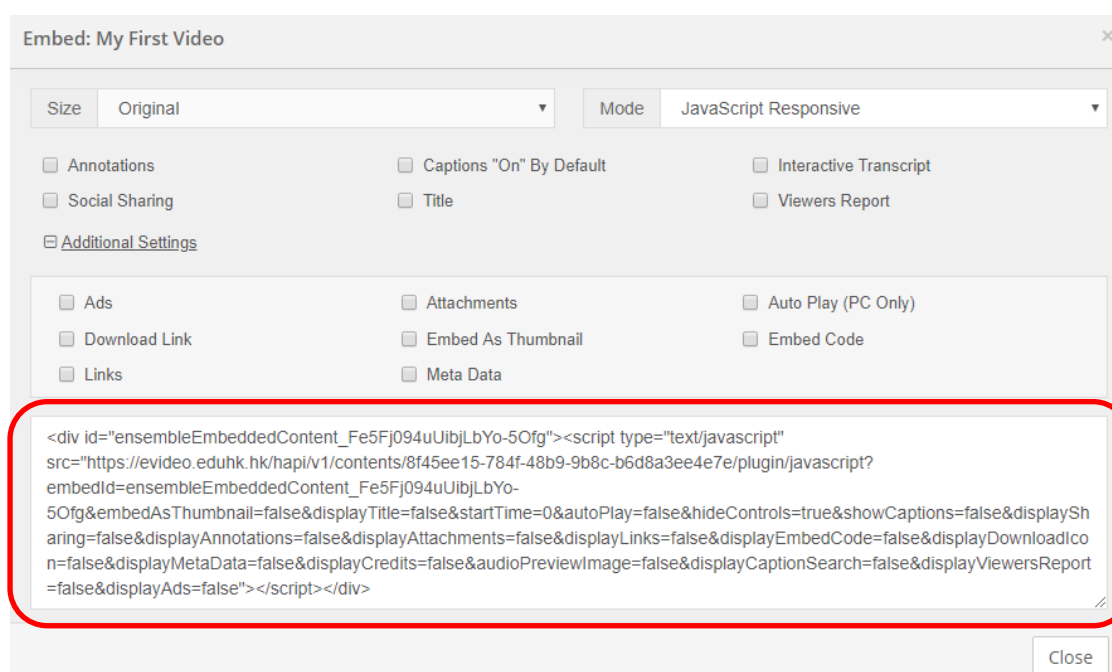 Embed: My First Video ×
Size Original Mode JavaScript Responsive
Annotations Captions "On" By Default Interactive Transcript
Social Sharing Title Viewers Report
Additional Settings
Ads Attachments Auto Play (PC Only)
Download Link Embed As Thumbnail Embed Code
Links Meta Data
<div id="ensembleEmbeddedContent_Fe5Fj094uUibjLbYo-5Ofg"><script type="text/javascript"
src="https://evideo.eduhk.hk/hapi/v1/contents/8f45ee15-784f-48b9-9b8c-b6d8a3ee4e7e/plugin/javascript?
embedId=ensembleEmbeddedContent_Fe5Fj094uUibjLbYo-
5Ofg&embedAsThumbnail=false&displayTitle=false&startTime=0&autoPlay=false&hideControls=true&showCaptions=false&displaySh
aring=false&displayAnnotations=false&displayAttachments=false&displayLinks=false&displayEmbedCode=false&displayDownloadIco
n=false&displayMetaData=false&displayCredits=false&audioPreviewImage=false&displayCaptionSearch=false&displayViewersReport
=false&displayAds=false"></script></div>
Close